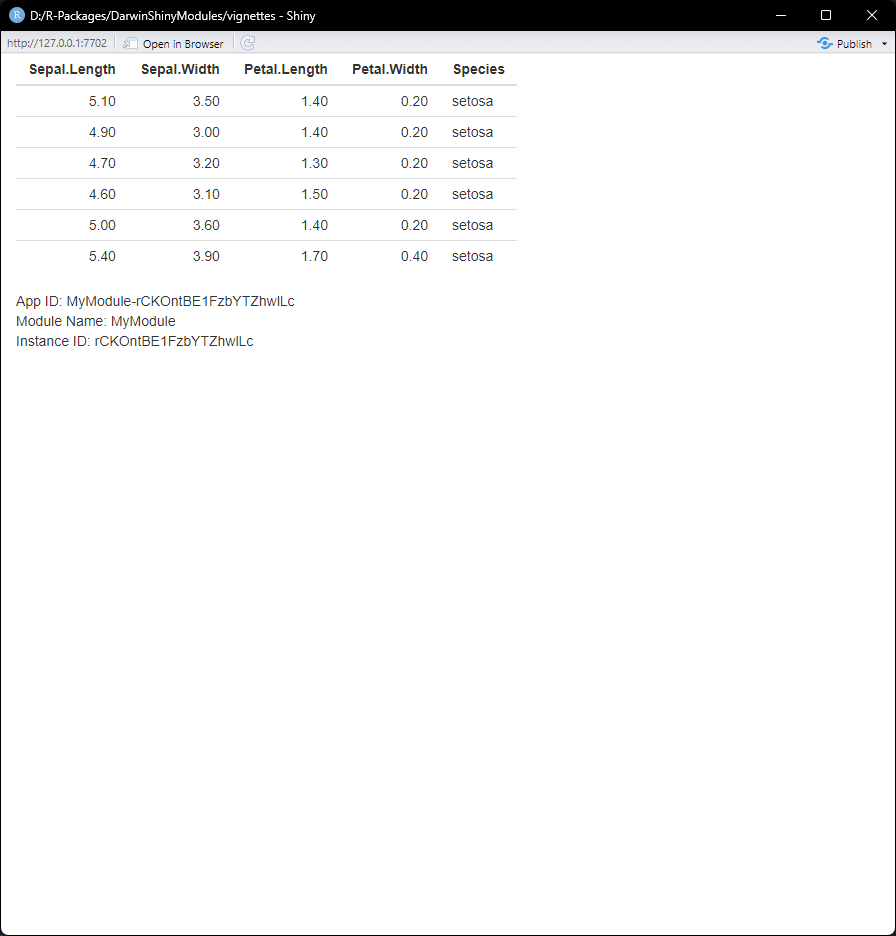 D:/R-Packages/DarwinShinyModules/vignettes - Shiny
http://127.0.0.1:7702 Open in Browser Publish
Sepal.Length Sepal.Width Petal.Length Petal.Width Species
5.10 3.50 1.40 0.20 setosa
4.90 3.00 1.40 0.20 setosa
4.70 3.20 1.30 0.20 setosa
4.60 3.10 1.50 0.20 setosa
5.00 3.60 1.40 0.20 setosa
5.40 3.90 1.70 0.40 setosa
App ID: MyModule-rCKOntBE1FzbYTZhwlLc
Module Name: MyModule
Instance ID: rCKOntBE1FzbYTZhwlLc